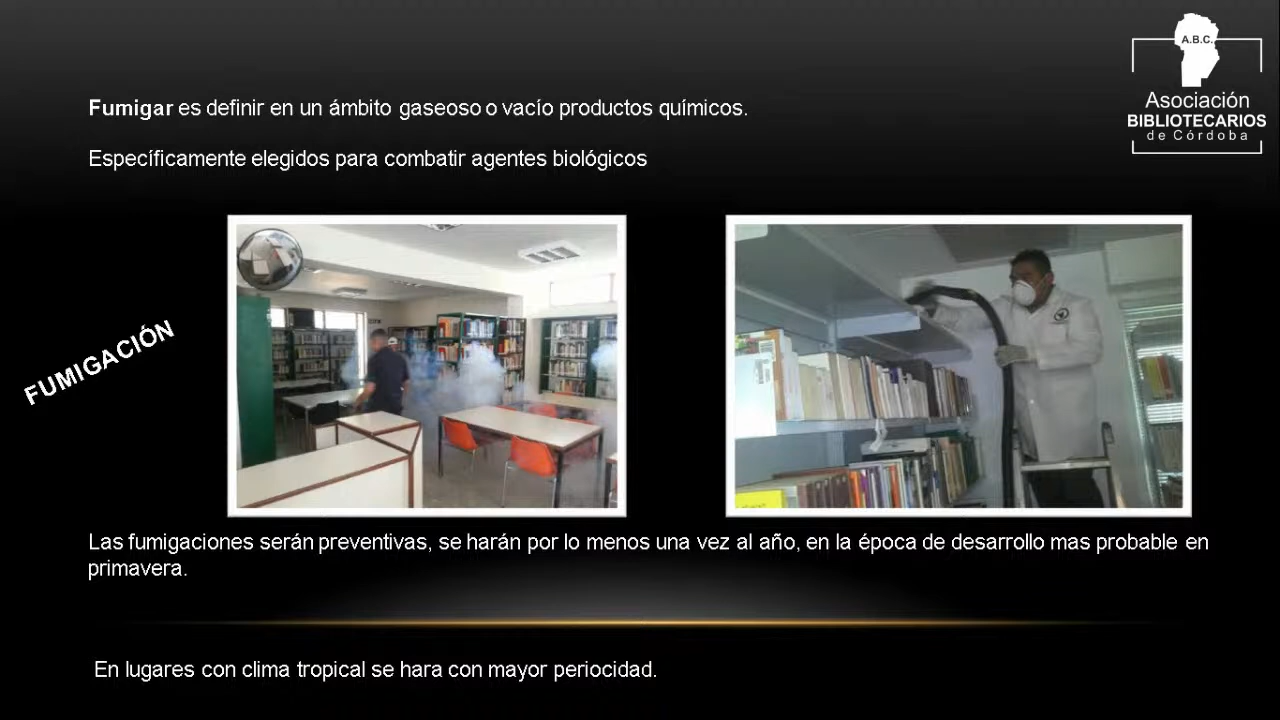 A.B.C.
Asociación
BIBLIOTECARIOS
de Córdoba
Fumigar es definir en un ámbito gaseoso o vacío productos químicos.
Específicamente elegidos para combatir agentes biológicos
FUMIGACIÓN
Las fumigaciones serán preventivas, se harán por lo menos una vez al año, en la época de desarrollo mas probable en
primavera.
En lugares con clima tropical se hara con mayor periocidad.